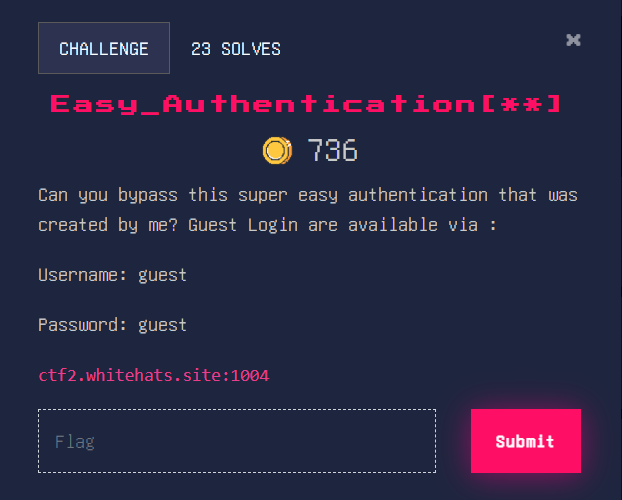 CHALLENGE 23 SOLVES
Easy_Authentication[**]
736
Can you bypass this super easy authentication that was
created by me? Guest Login are available via :
Username: guest
Password: guest
ctf2.whitehats.site:1004
Flag
Submit